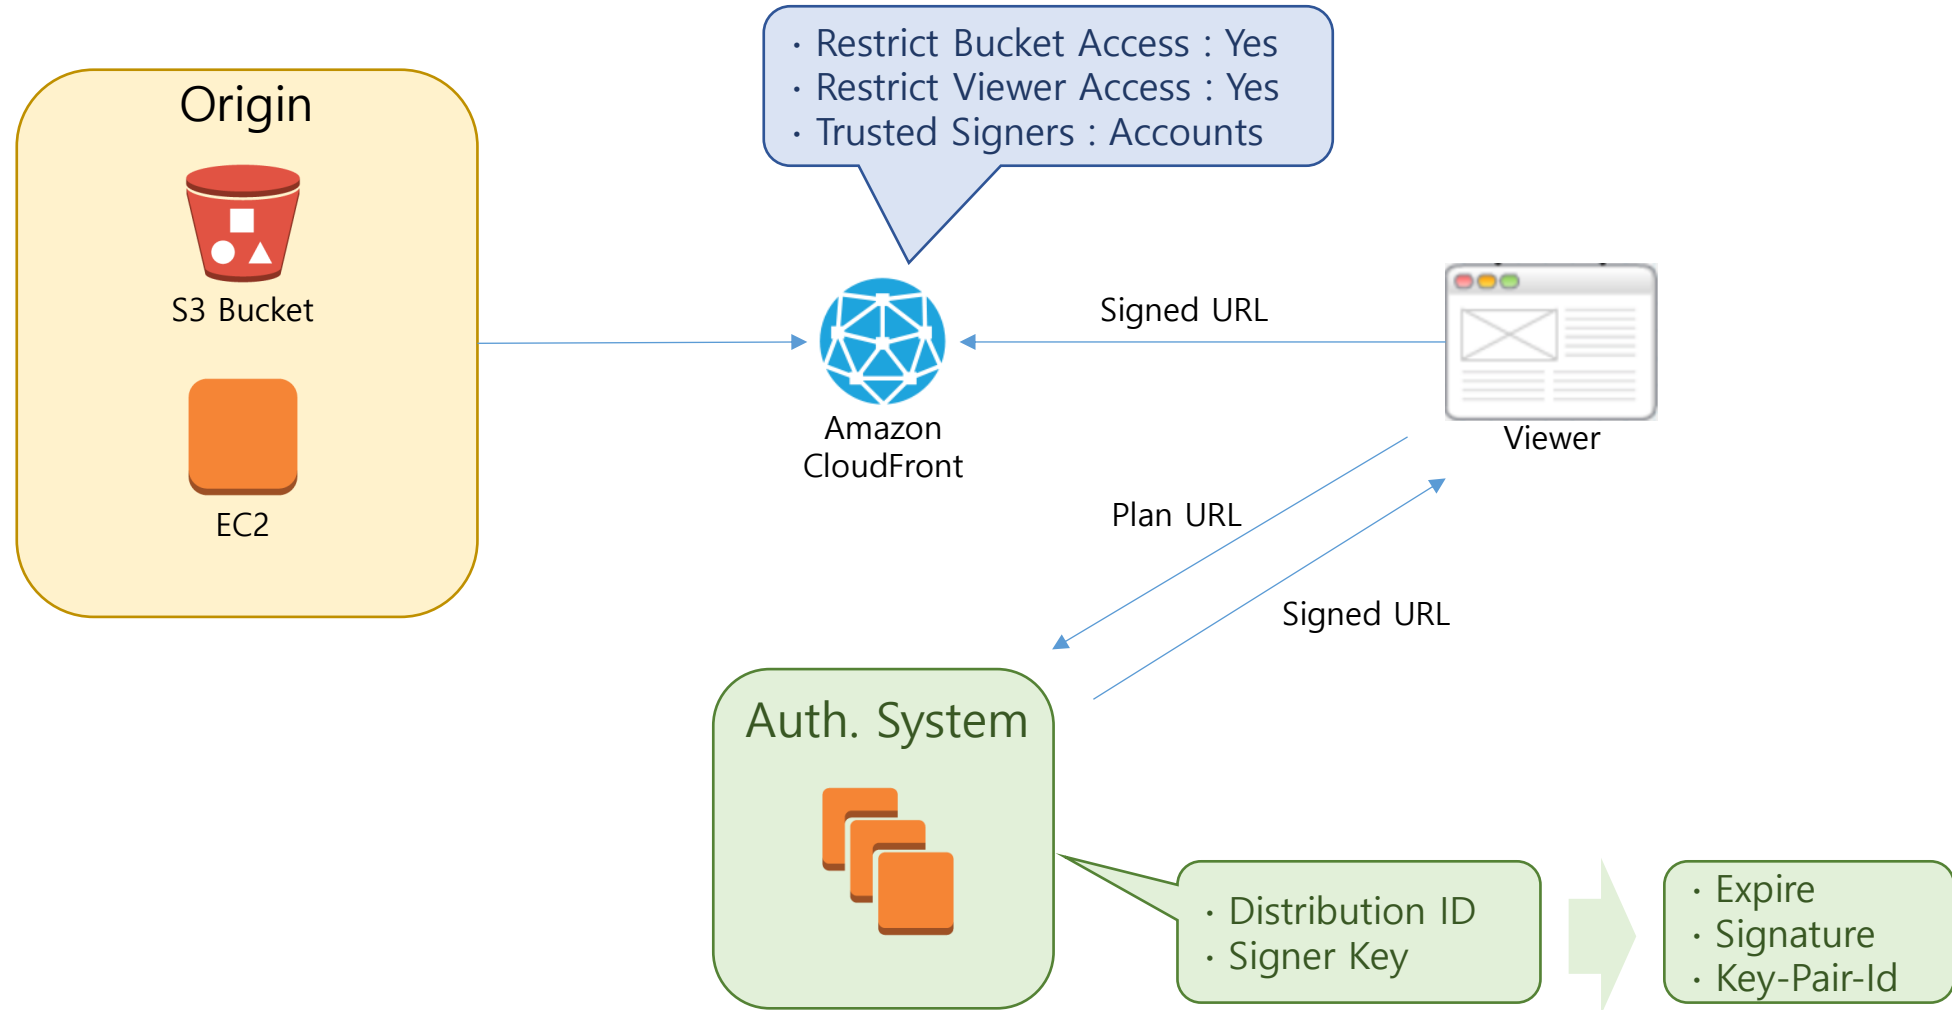 · Restrict Bucket Access : Yes
· Restrict Viewer Access : Yes
· Trusted Signers : Accounts
Origin
S3 Bucket
EC2
Amazon
CloudFront
Signed URL
Viewer
Plan URL
Signed URL
Auth. System
· Distribution ID
· Signer Key
· Expire
· Signature
· Key-Pair-Id